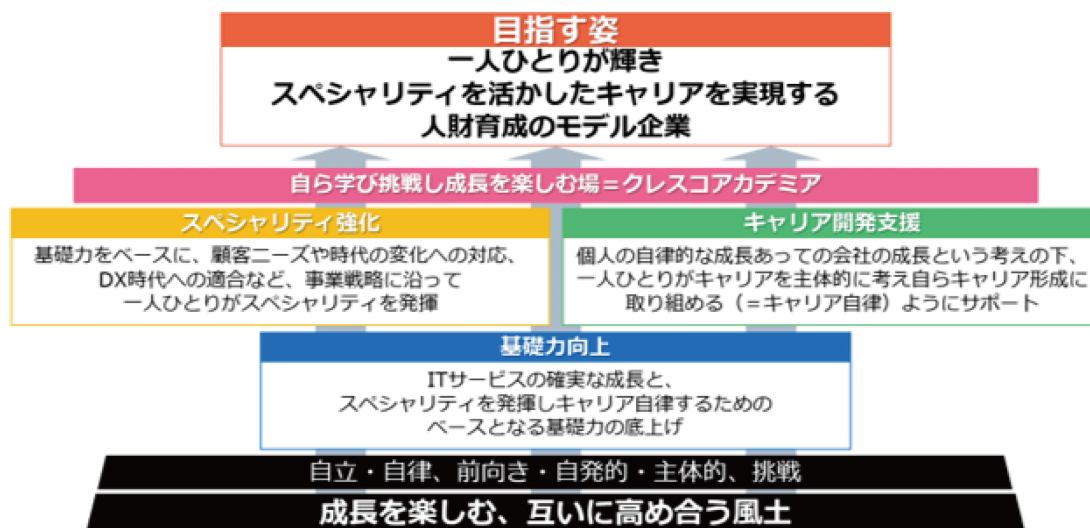 目指す姿
一人ひとりが輝き
スペシャリティを活かしたキャリアを実現する
人財育成のモデル企業
自ら学び挑戦し成長を楽しむ場＝クレスコアカデミア
スペシャリティ強化
基礎力をベースに、顧客ニーズや時代の変化への対応、
DX時代への適合など、事業戦略に沿って
一人ひとりがスペシャリティを発揮
キャリア開発支援
個人の自律的な成長あっての会社の成長という考えの下、
一人ひとりがキャリアを主体的に考え自らキャリア形成に
取り組める（＝キャリア自律）ようにサポート
基礎力向上
ITサービスの確実な成長と、
スペシャリティを発揮しキャリア自律するための
ベースとなる基礎力の底上げ
自立・自律、前向き・自発的・主体的、挑戦
成長を楽しむ、互いに高め合う風土